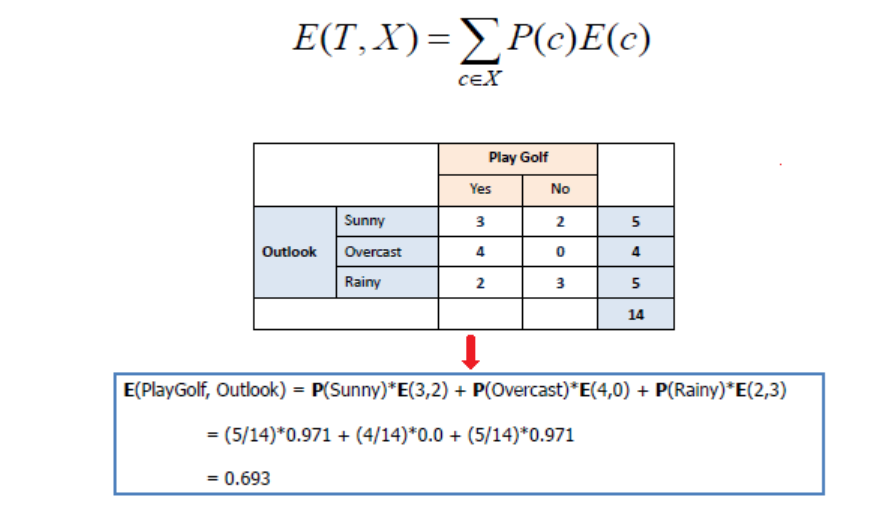 E(T, X) = ∑ P(c)E(c)
c∈X
Play Golf
Yes No
Sunny 3 2 5
Outlook Overcast 4 0 4
Rainy 2 3 5
14
E(PlayGolf, Outlook) = P(Sunny)*E(3,2) + P(Overcast)*E(4,0) + P(Rainy)*E(2,3)
= (5/14)*0.971 + (4/14)*0.0 + (5/14)*0.971
= 0.693